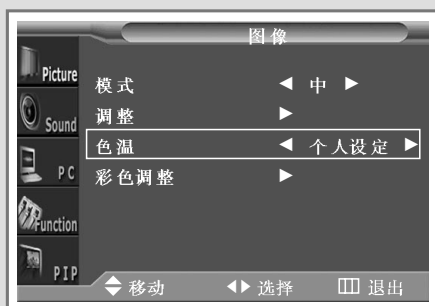 图像
Picture
模式 ◀ 中 ▶
调整 ▶
Sound
色温 ◀ 个人设定 ▶
PC
彩色调整 ▶
Function
PIP
移动 选择 退出